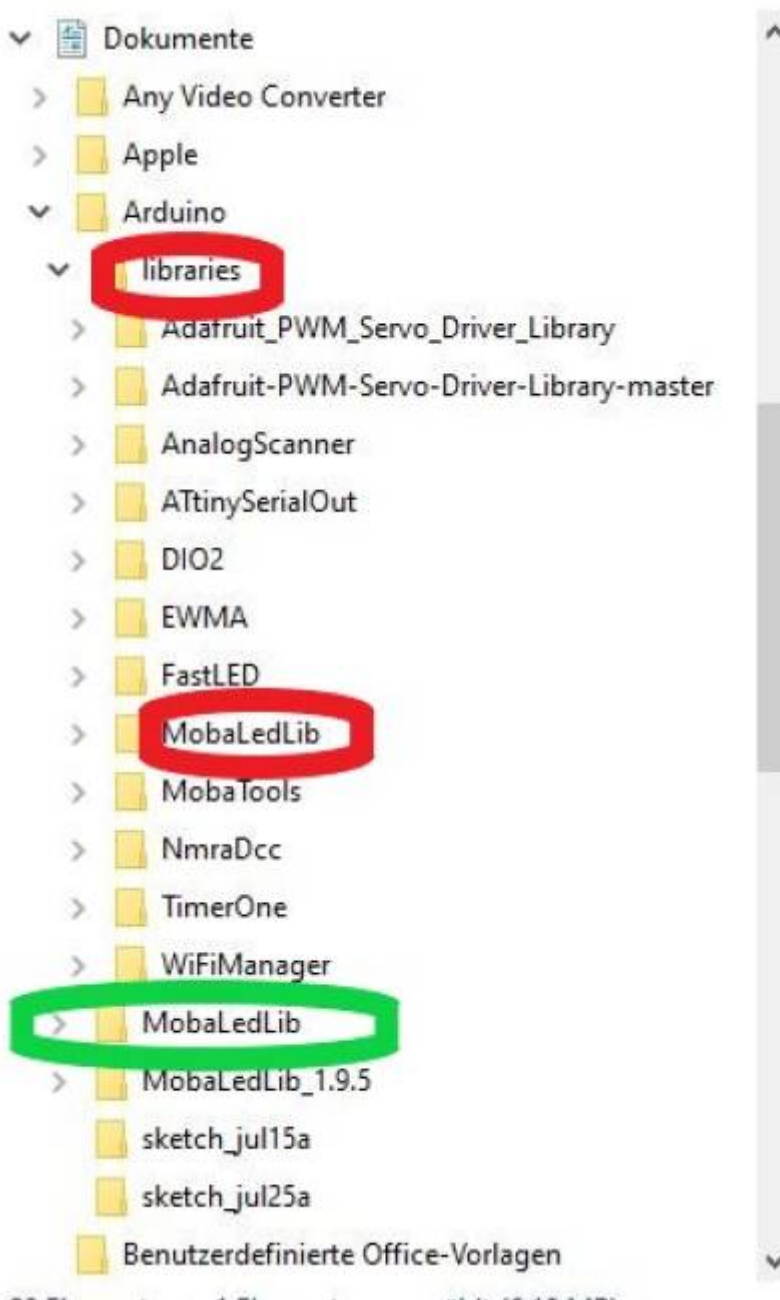 Dokumente
Any Video Converter
Apple
Arduino
libraries
Adafruit_PWM_Servo_Driver_Library
Adafruit-PWM-Servo-Driver-Library-master
AnalogScanner
ATtinySerialOut
DIO2
EWMA
FastLED
MobaLedLib
MobaTools
NmraDcc
TimerOne
WiFiManager
MobaLedLib
MobaLedLib_1.9.5
sketch_jul15a
sketch_jul25a
Benutzerdefinierte Office-Vorlagen